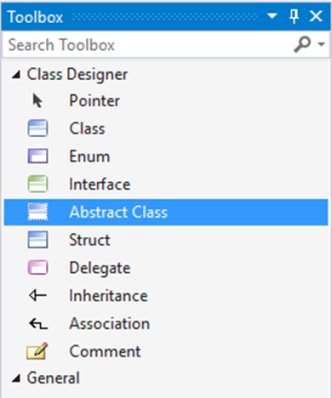 Toolbox
Search Toolbox
Class Designer
Pointer
Class
Enum
Interface
Abstract Class
Struct
Delegate
Inheritance
Association
Comment
General